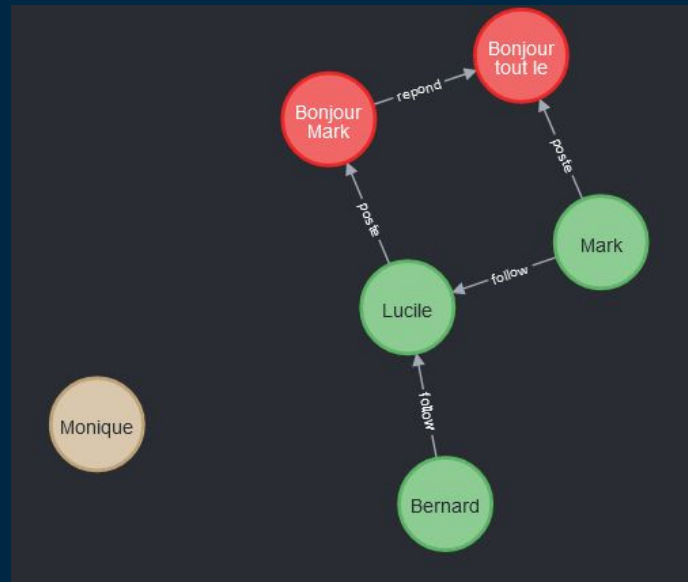 Bonjour
tout le
repond
Bonjour
Mark
poste
poste
Mark
follow
Lucile
follow
Monique
Bernard